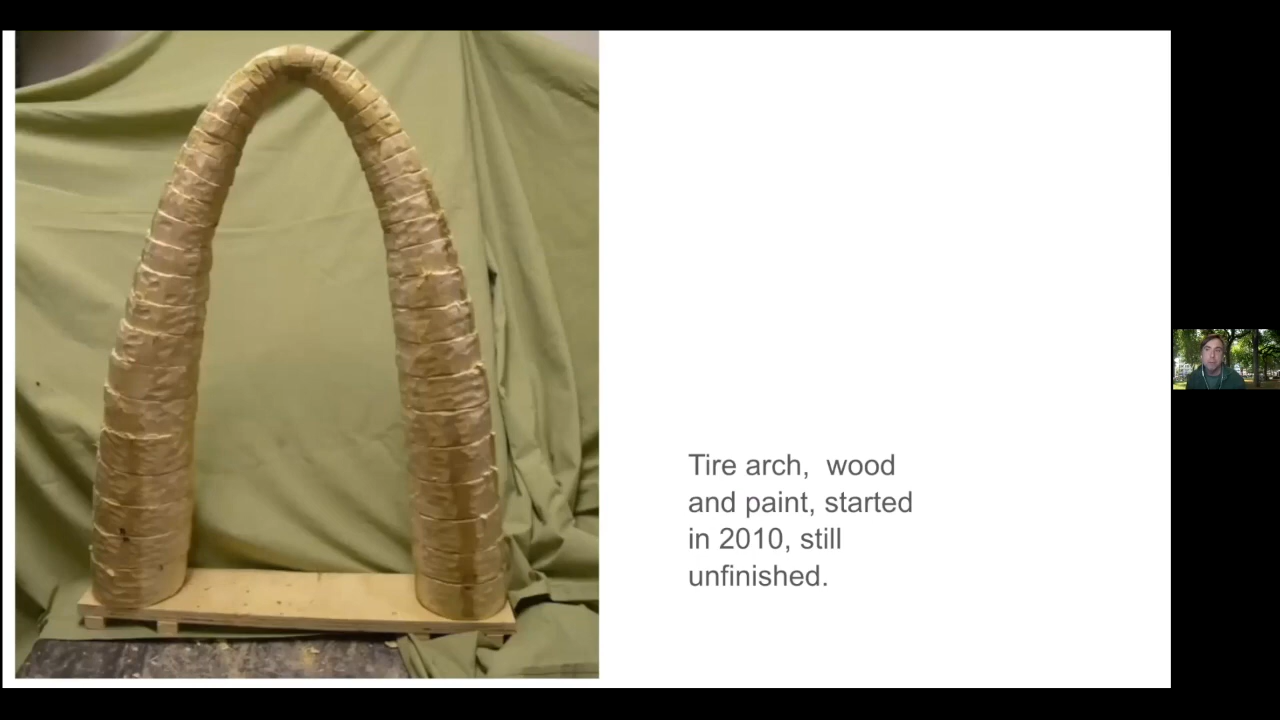 Tire arch,  wood
and paint, started
in 2010, still
unfinished.